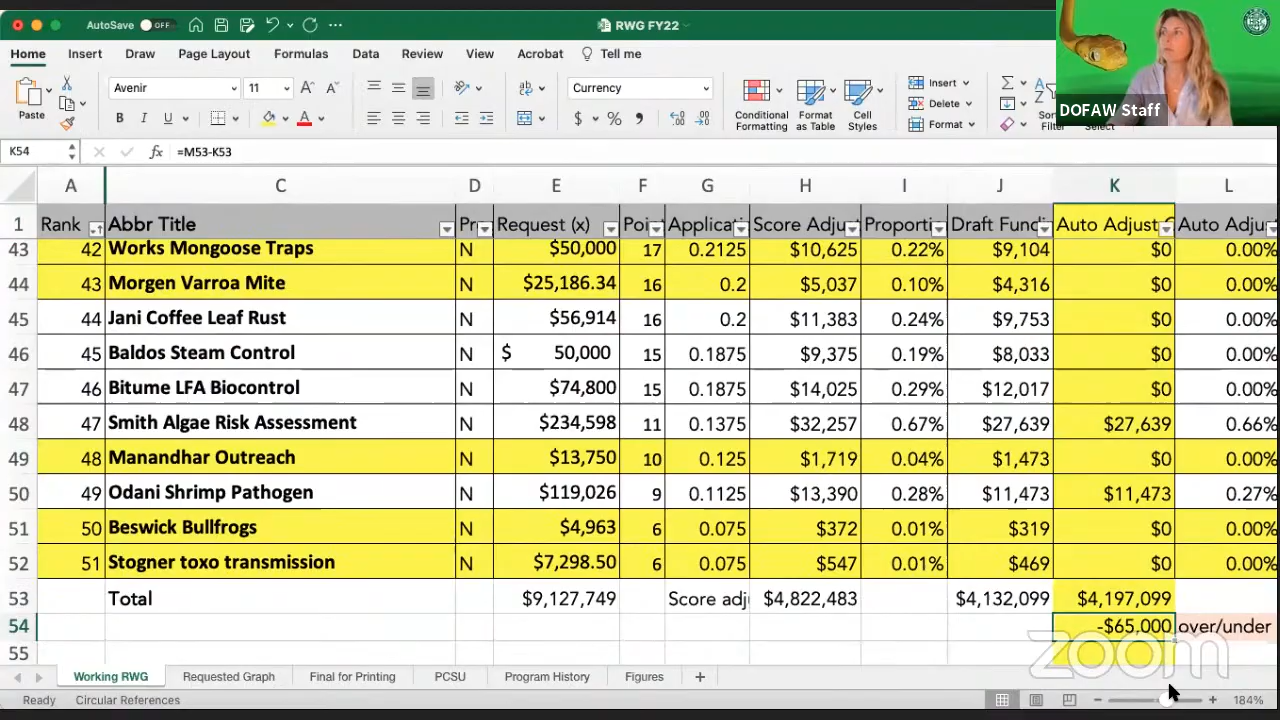 AutoSave OFF RWG FY22
Home Insert Draw Page Layout Formulas Data Review View Acrobat Tell me
Paste Avenir 11 A A Currency Conditional Formatting Format as Table Cell Styles Insert
B I U A $ % Delete
Format Select
DOFAW Staff
K54 fx =M53-K53
A C D E F G H I J K L
1 Rank Abbr Title Pr Request (x) Poi Applicat Score Adju Proporti Draft Fund Auto Adjust Auto Adju
43 42 Works Mongoose Traps N $50,000 17 0.2125 $10,625 0.22% $9,104 $0 0.00%
44 43 Morgen Varroa Mite N $25,186.34 16 0.2 $5,037 0.10% $4,316 $0 0.00%
45 44 Jani Coffee Leaf Rust N $56,914 16 0.2 $11,383 0.24% $9,753 $0 0.00%
46 45 Baldos Steam Control N $ 50,000 15 0.1875 $9,375 0.19% $8,033 $0 0.00%
47 46 Bitume LFA Biocontrol N $74,800 15 0.1875 $14,025 0.29% $12,017 $0 0.00%
48 47 Smith Algae Risk Assessment N $234,598 11 0.1375 $32,257 0.67% $27,639 $27,639 0.66%
49 48 Manandhar Outreach N $13,750 10 0.125 $1,719 0.04% $1,473 $0 0.00%
50 49 Odani Shrimp Pathogen N $119,026 9 0.1125 $13,390 0.28% $11,473 $11,473 0.27%
51 50 Beswick Bullfrogs N $4,963 6 0.075 $372 0.01% $319 $0 0.00%
52 51 Stogner toxo transmission N $7,298.50 6 0.075 $547 0.01% $469 $0 0.00%
53 Total $9,127,749 Score adj $4,822,483 $4,132,099 $4,197,099
54 -$65,000 over/under
55 zoom
Working RWG Requested Graph Final for Printing PCSU Program History Figures +
Ready Circular References 184%